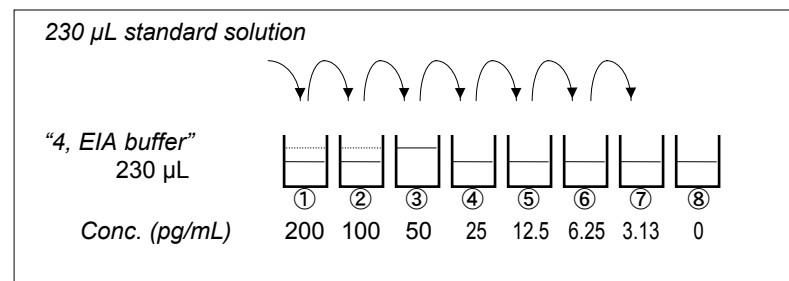 230 µL standard solution
“4, EIA buffer”
230 µL
① ② ③ ④ ⑤ ⑥ ⑦ ⑧
Conc. (pg/mL) 200 100 50 25 12.5 6.25 3.13 0